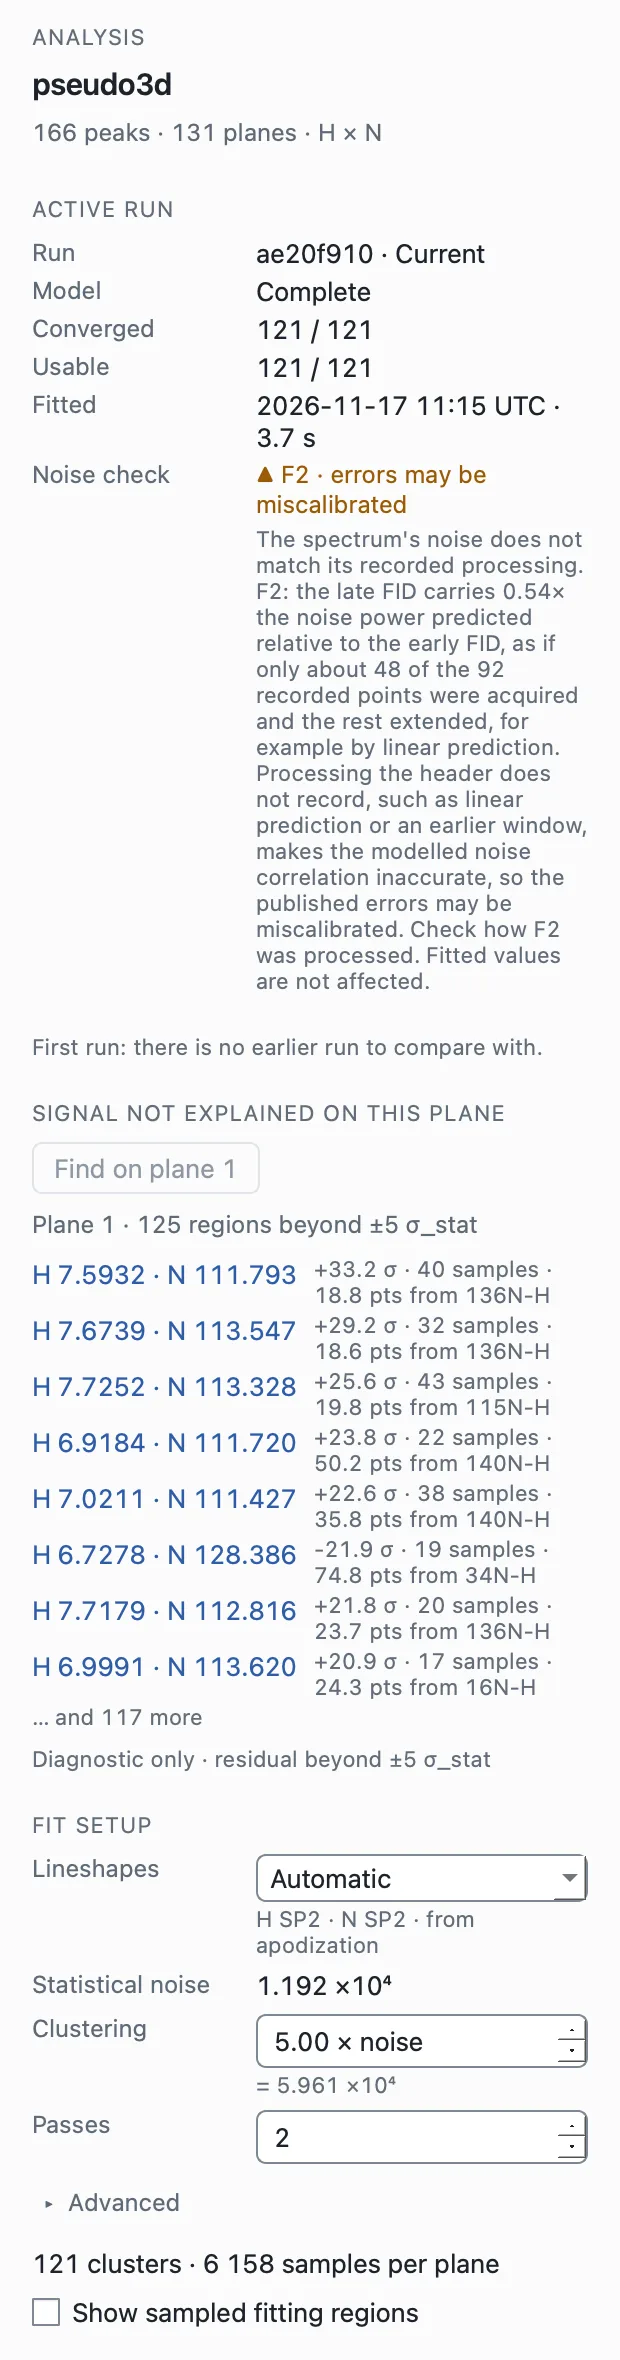 ANALYSIS
pseudo3d
166 peaks · 131 planes · H × N
ACTIVE RUN
Run ae20f910 · Current
Model Complete
Converged 121 / 121
Usable 121 / 121
Fitted 2026-11-17 11:15 UTC ·
3.7 s
Noise check ▲ F2 · errors may be
miscalibrated
The spectrum's noise does not
match its recorded processing.
F2: the late FID carries 0.54×
the noise power predicted
relative to the early FID, as if
only about 48 of the 92
recorded points were acquired
and the rest extended, for
example by linear prediction.
Processing the header does
not record, such as linear
prediction or an earlier window,
makes the modelled noise
correlation inaccurate, so the
published errors may be
miscalibrated. Check how F2
was processed. Fitted values
are not affected.
First run: there is no earlier run to compare with.
SIGNAL NOT EXPLAINED ON THIS PLANE
Find on plane 1
Plane 1 · 125 regions beyond ±5 σ_stat
H 7.5932 · N 111.793 +33.2 σ · 40 samples ·
18.8 pts from 136N-H
H 7.6739 · N 113.547 +29.2 σ · 32 samples ·
18.6 pts from 136N-H
H 7.7252 · N 113.328 +25.6 σ · 43 samples ·
19.8 pts from 115N-H
H 6.9184 · N 111.720 +23.8 σ · 22 samples ·
50.2 pts from 140N-H
H 7.0211 · N 111.427 +22.6 σ · 38 samples ·
35.8 pts from 140N-H
H 6.7278 · N 128.386 -21.9 σ · 19 samples ·
74.8 pts from 34N-H
H 7.7179 · N 112.816 +21.8 σ · 20 samples ·
23.7 pts from 136N-H
H 6.9991 · N 113.620 +20.9 σ · 17 samples ·
24.3 pts from 16N-H
... and 117 more
Diagnostic only · residual beyond ±5 σ_stat
FIT SETUP
Lineshapes Automatic
H SP2 · N SP2 · from
apodization
Statistical noise 1.192 ×10⁴
Clustering 5.00 × noise
= 5.961 ×10⁴
Passes 2
▸ Advanced
121 clusters · 6 158 samples per plane
Show sampled fitting regions